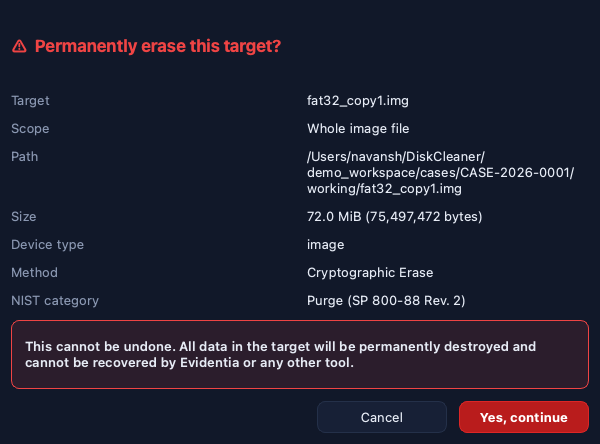 Permanently erase this target?
Target fat32_copy1.img
Scope Whole image file
Path /Users/navansh/DiskCleaner/
demo_workspace/cases/CASE-2026-0001/
working/fat32_copy1.img
Size 72.0 MiB (75,497,472 bytes)
Device type image
Method Cryptographic Erase
NIST category Purge (SP 800-88 Rev. 2)
This cannot be undone. All data in the target will be permanently destroyed and
cannot be recovered by Evidentia or any other tool.
Cancel Yes, continue